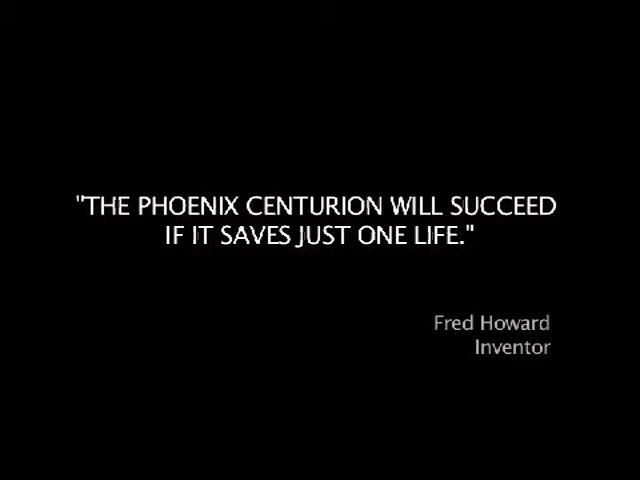 "THE PHOENIX CENTURION WILL SUCCEED
IF IT SAVES JUST ONE LIFE."
Fred Howard
Inventor